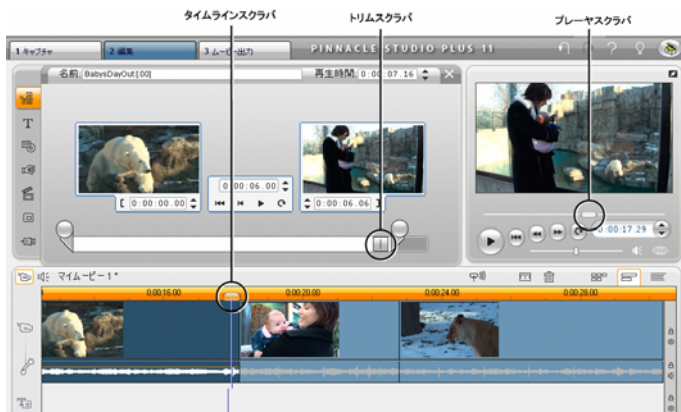 タイムラインスクラバ
トリムスクラバ
プレーヤスクラバ
1 キャプチャ
2 編集
3 ムービー出力
PINNACLE STUDIO PLUS 11
名前: BabysDayOut [.00]
再生時間: 0:00:07.16
[ 0:00:00.00
0:00:06.00
0:00:06.06 ]
0:00:17.29
マイムービー 1 *
0:00:16.00
0:00:20.00
0:00:24.00
0:00:28.00